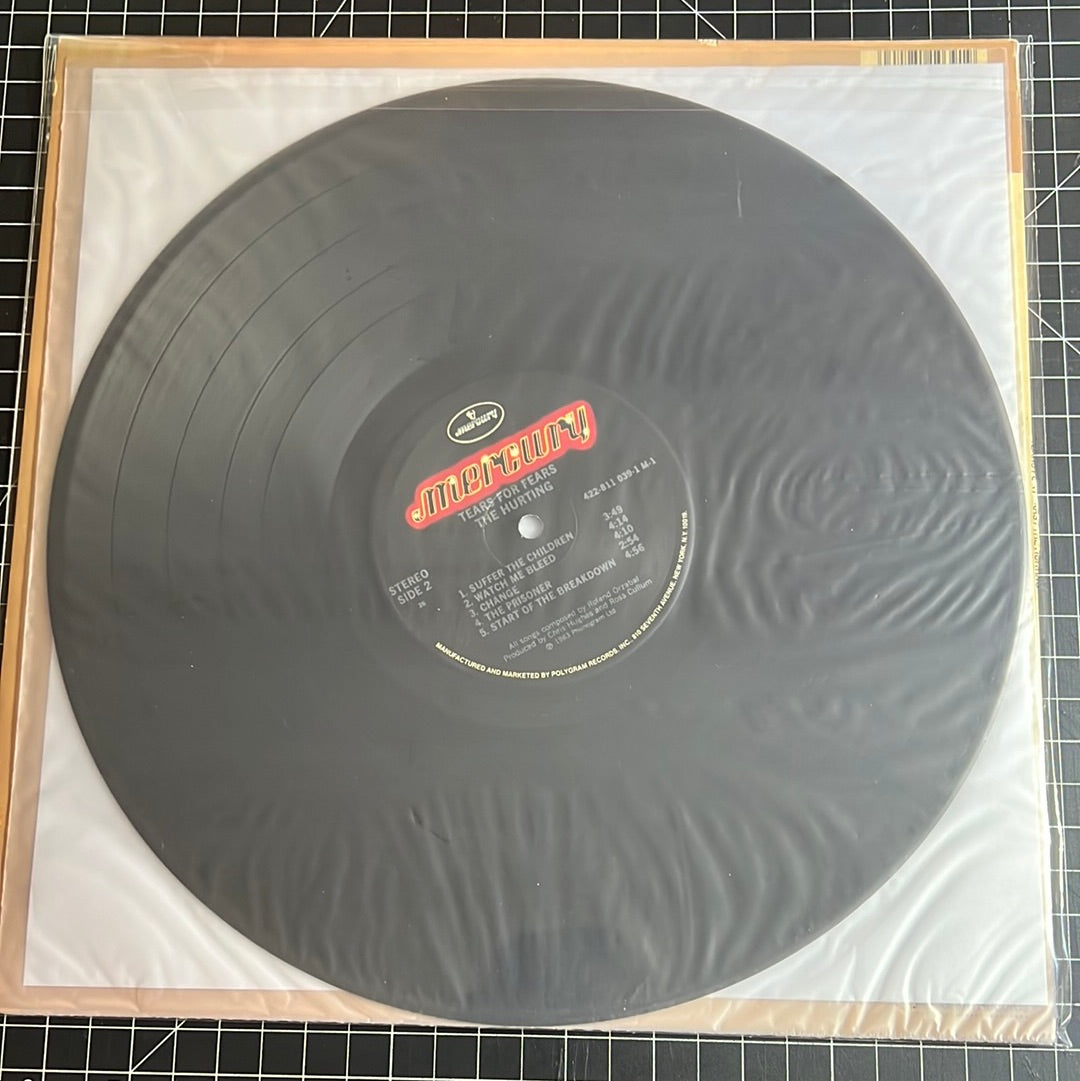 mercury
mercury
TEARS FOR FEARS
THE HURTING
422-811 039-1 M-1
STEREO
SIDE 2
1. SUFFER THE CHILDREN 3:49
2. WATCH ME BLEED 4:14
3. CHANGE 4:10
4. THE PRISONER 2:54
5. START OF THE BREAKDOWN 4:56
All songs composed by Roland Orzabal
Produced by Chris Hughes and Ross Cullum
℗ 1983 Phonogram Ltd
MANUFACTURED AND MARKETED BY POLYGRAM RECORDS, INC. 810 SEVENTH AVENUE, NEW YORK, N.Y. 10019.